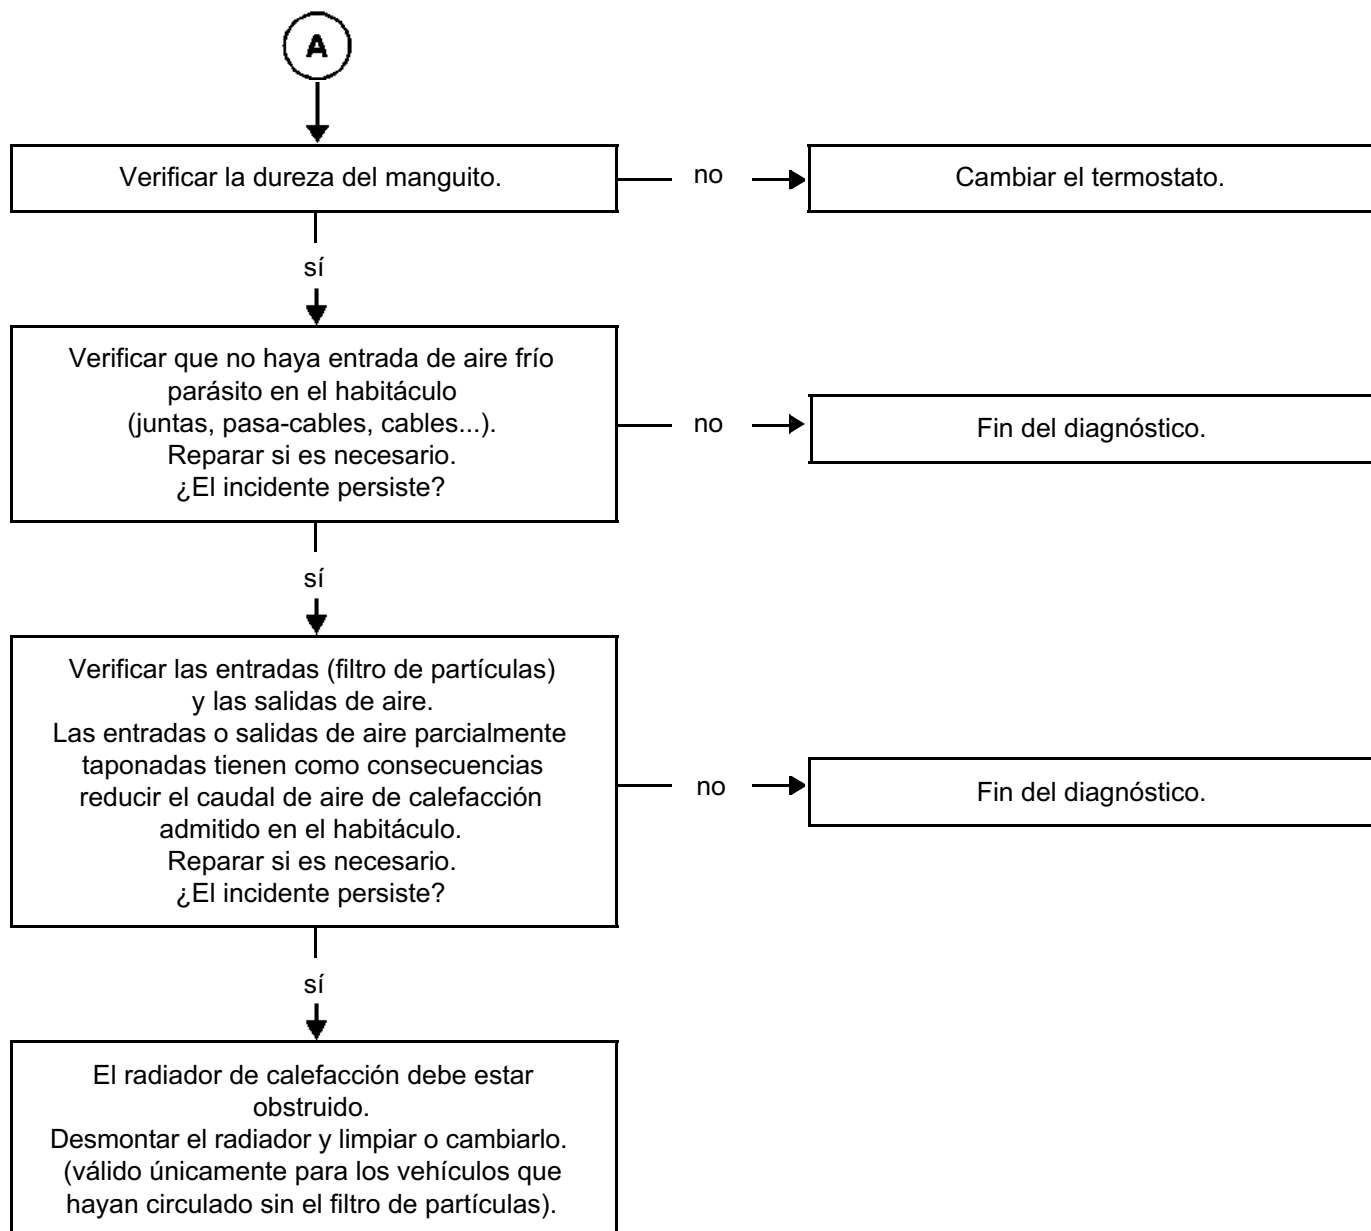 A
Verificar la dureza del manguito.
no
Cambiar el termostato.
sí
Verificar que no haya entrada de aire frío
parásito en el habitáculo
(juntas, pasa-cables, cables...).
Reparar si es necesario.
¿El incidente persiste?
no
Fin del diagnóstico.
sí
Verificar las entradas (filtro de partículas)
y las salidas de aire.
Las entradas o salidas de aire parcialmente
taponadas tienen como consecuencias
reducir el caudal de aire de calefacción
admitido en el habitáculo.
Reparar si es necesario.
¿El incidente persiste?
no
Fin del diagnóstico.
sí
El radiador de calefacción debe estar
obstruido.
Desmontar el radiador y limpiar o cambiarlo.
(válido únicamente para los vehículos que
hayan circulado sin el filtro de partículas).